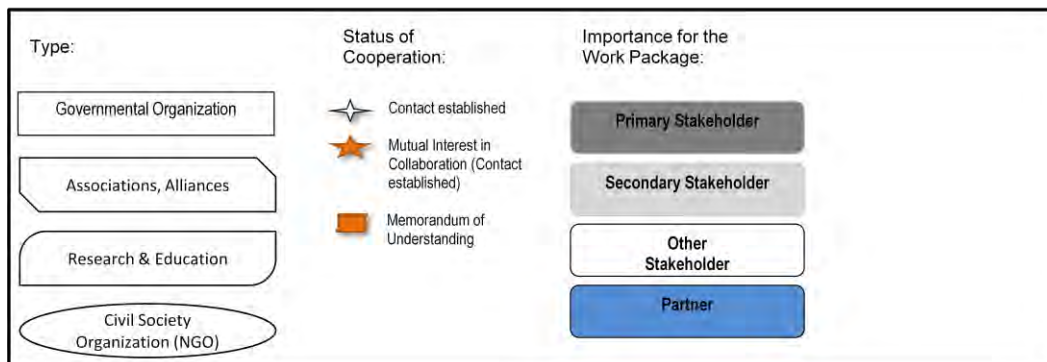 Type:
Governmental Organization
Associations, Alliances
Research & Education
Civil Society
Organization (NGO)
Status of
Cooperation:
Contact established
Mutual Interest in
Collaboration (Contact
established)
Memorandum of
Understanding
Importance for the
Work Package:
Primary Stakeholder
Secondary Stakeholder
Other
Stakeholder
Partner